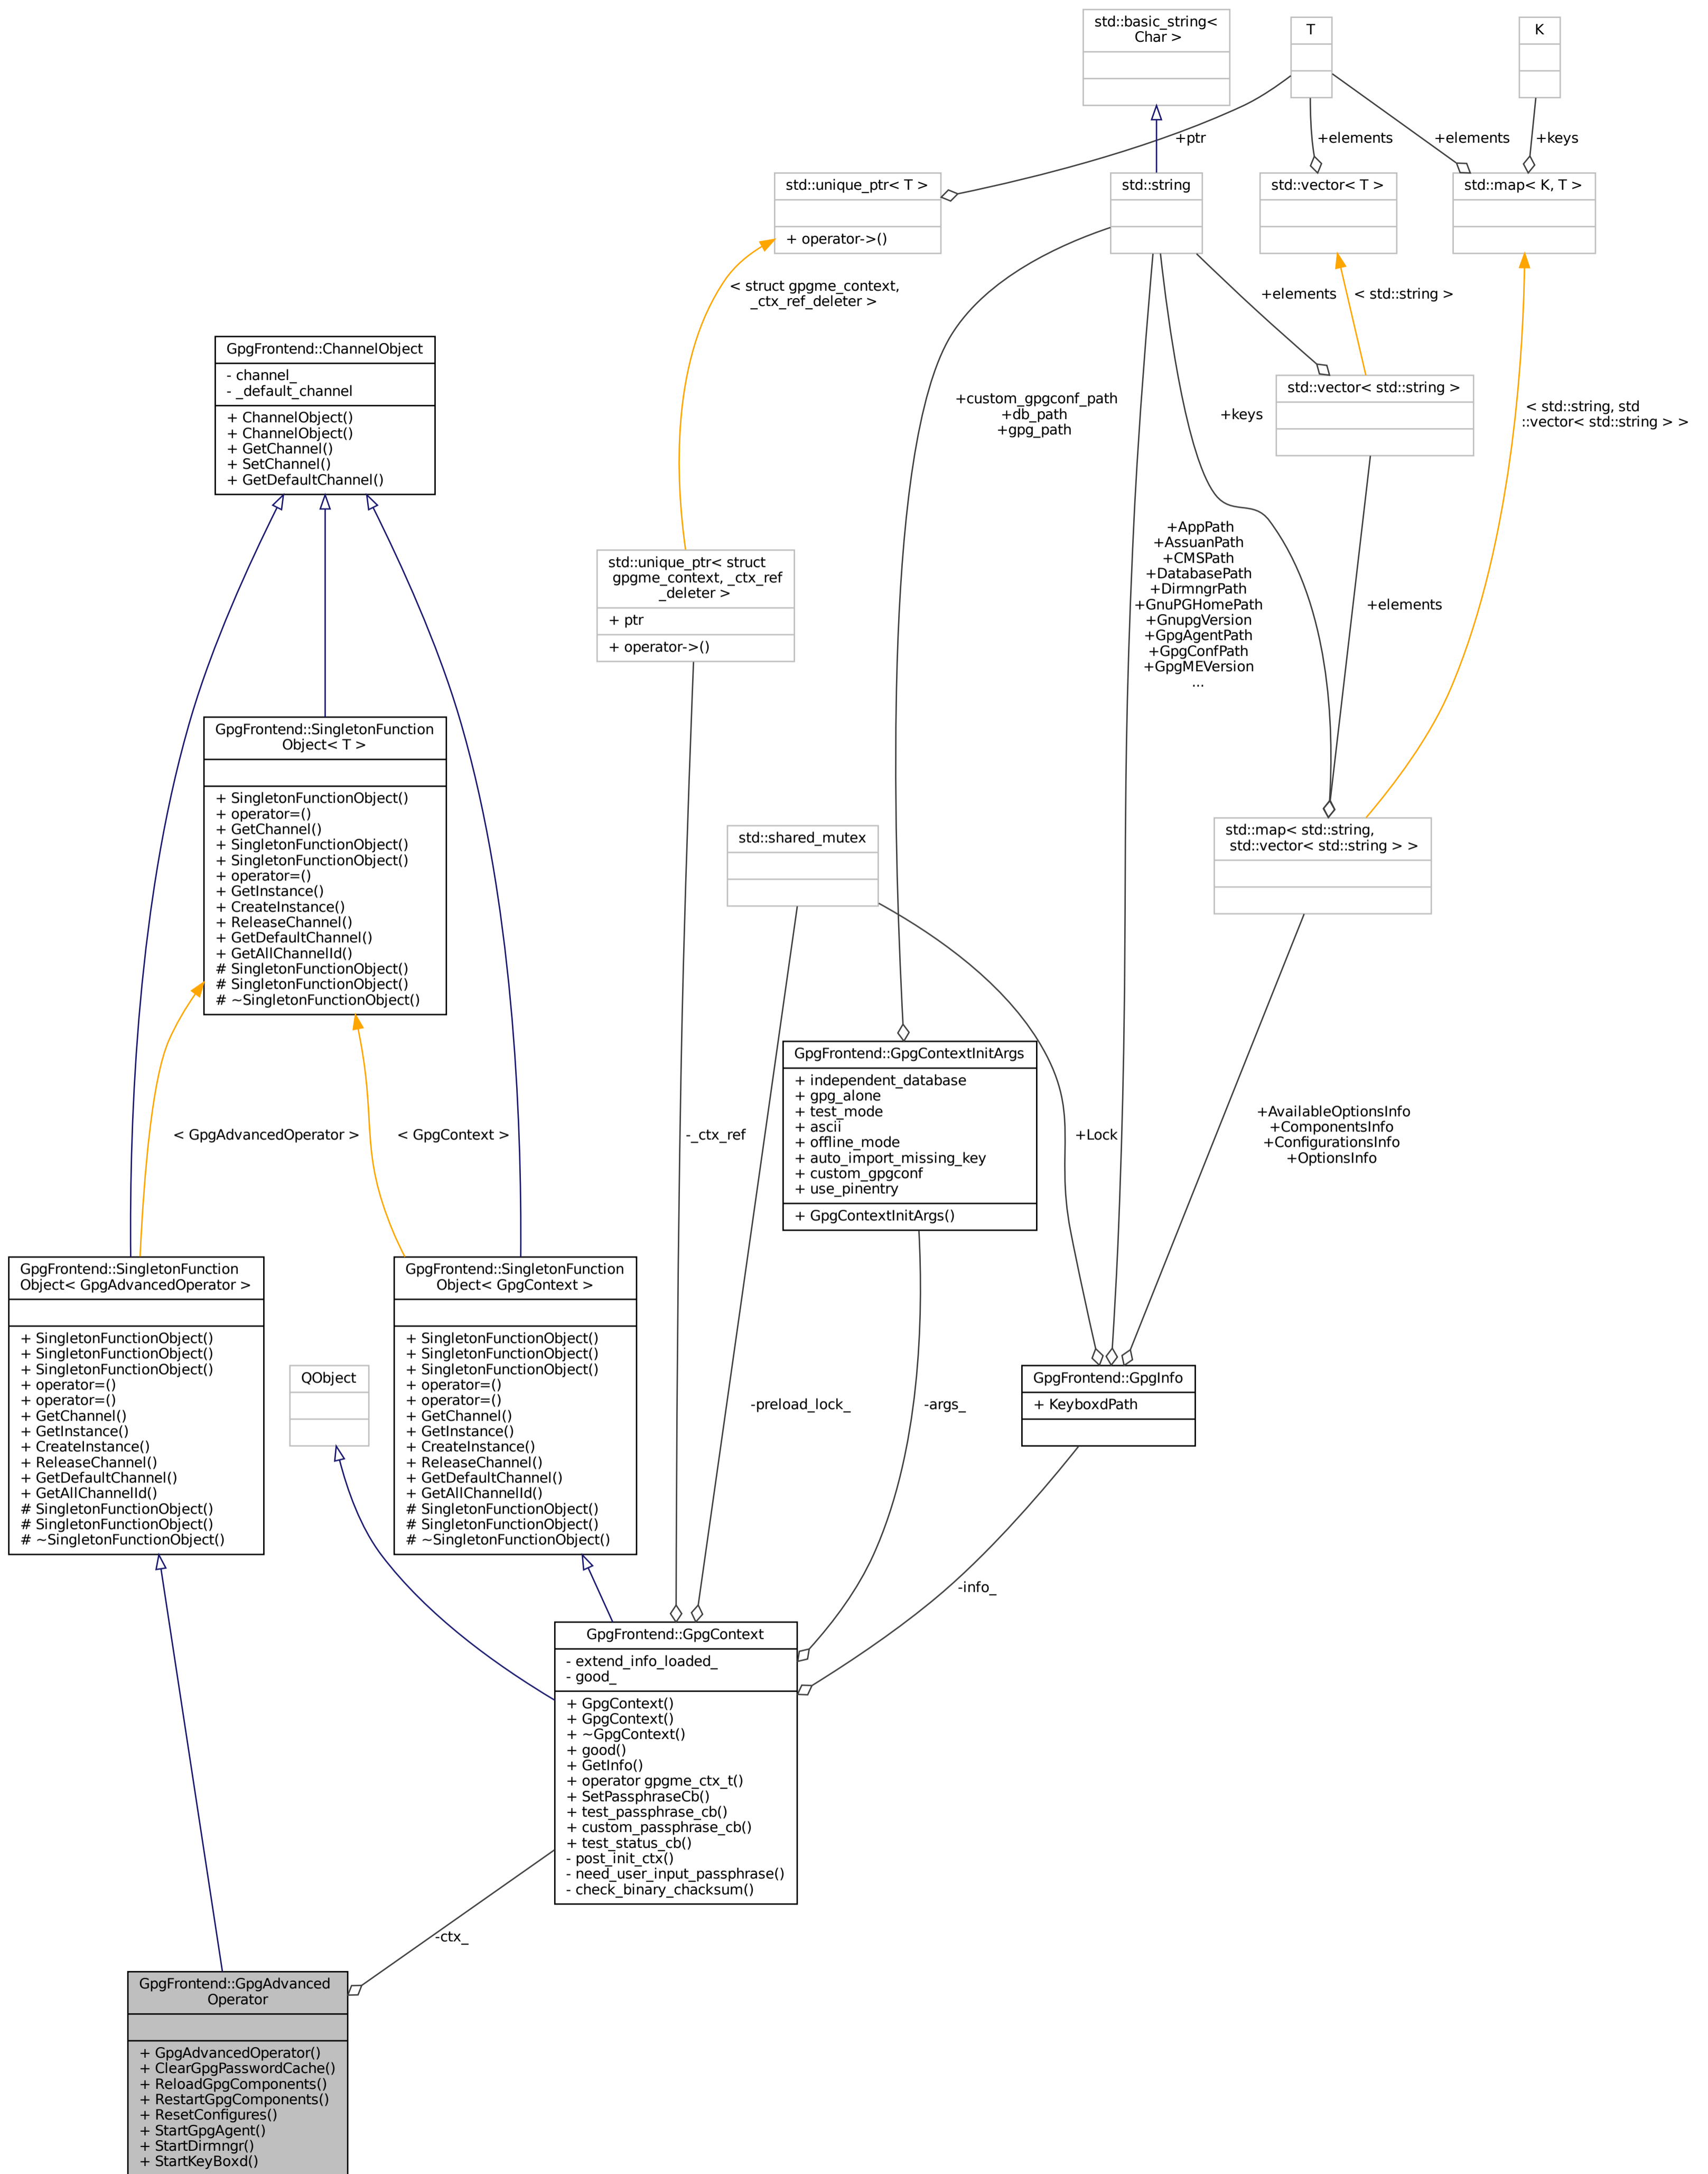 std::basic_string<
Char >
T
K
+ptr
+elements
+elements
+keys
std::unique_ptr< T >
+ operator->()
std::string
std::vector< T >
std::map< K, T >
< struct gpgme_context,
_ctx_ref_deleter >
+elements
< std::string >
GpgFrontend::ChannelObject
- channel_
- _default_channel
+ ChannelObject()
+ ChannelObject()
+ GetChannel()
+ SetChannel()
+ GetDefaultChannel()
+custom_gpgconf_path
+db_path
+gpg_path
+keys
std::vector< std::string >
< std::string, std
::vector< std::string > >
std::unique_ptr< struct
gpgme_context, _ctx_ref
_deleter >
+ ptr
+ operator->()
+AppPath
+AssuanPath
+CMSPath
+DatabasePath
+DirmngrPath
+GnuPGHomePath
+GnupgVersion
+GpgAgentPath
+GpgConfPath
+GpgMEVersion
...
+elements
GpgFrontend::SingletonFunction
Object< T >
+ SingletonFunctionObject()
+ operator=()
+ GetChannel()
+ SingletonFunctionObject()
+ SingletonFunctionObject()
+ operator=()
+ GetInstance()
+ CreateInstance()
+ ReleaseChannel()
+ GetDefaultChannel()
+ GetAllChannelId()
# SingletonFunctionObject()
# SingletonFunctionObject()
# ~SingletonFunctionObject()
std::shared_mutex
std::map< std::string,
std::vector< std::string > >
< GpgAdvancedOperator >
< GpgContext >
-_ctx_ref
GpgFrontend::GpgContextInitArgs
+ independent_database
+ gpg_alone
+ test_mode
+ ascii
+ offline_mode
+ auto_import_missing_key
+ custom_gpgconf
+ use_pinentry
+ GpgContextInitArgs()
+Lock
+AvailableOptionsInfo
+ComponentsInfo
+ConfigurationsInfo
+OptionsInfo
GpgFrontend::SingletonFunction
Object< GpgAdvancedOperator >
+ SingletonFunctionObject()
+ SingletonFunctionObject()
+ SingletonFunctionObject()
+ operator=()
+ operator=()
+ GetChannel()
+ GetInstance()
+ CreateInstance()
+ ReleaseChannel()
+ GetDefaultChannel()
+ GetAllChannelId()
# SingletonFunctionObject()
# SingletonFunctionObject()
# ~SingletonFunctionObject()
QObject
GpgFrontend::SingletonFunction
Object< GpgContext >
+ SingletonFunctionObject()
+ SingletonFunctionObject()
+ SingletonFunctionObject()
+ operator=()
+ operator=()
+ GetChannel()
+ GetInstance()
+ CreateInstance()
+ ReleaseChannel()
+ GetDefaultChannel()
+ GetAllChannelId()
# SingletonFunctionObject()
# SingletonFunctionObject()
# ~SingletonFunctionObject()
-preload_lock_
-args_
GpgFrontend::GpgInfo
+ KeyboxdPath
-info_
GpgFrontend::GpgContext
- extend_info_loaded_
- good_
+ GpgContext()
+ GpgContext()
+ ~GpgContext()
+ good()
+ GetInfo()
+ operator gpgme_ctx_t()
+ SetPassphraseCb()
+ test_passphrase_cb()
+ custom_passphrase_cb()
+ test_status_cb()
- post_init_ctx()
- need_user_input_passphrase()
- check_binary_chacksum()
-ctx_
GpgFrontend::GpgAdvanced
Operator
+ GpgAdvancedOperator()
+ ClearGpgPasswordCache()
+ ReloadGpgComponents()
+ RestartGpgComponents()
+ ResetConfigures()
+ StartGpgAgent()
+ StartDirmngr()
+ StartKeyBoxd()